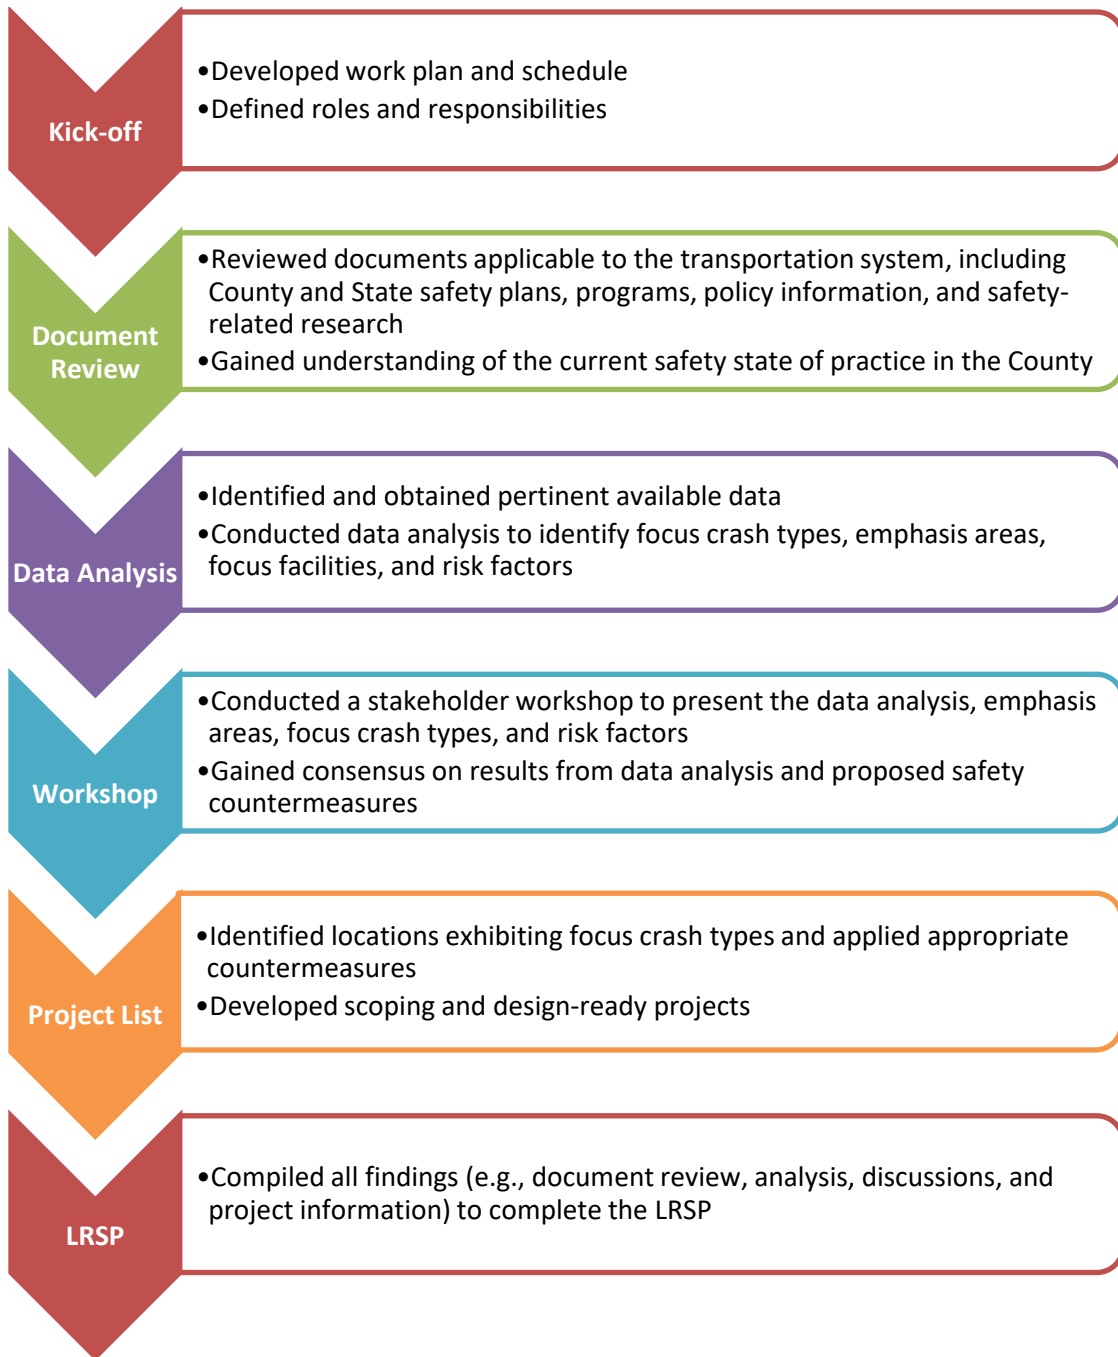 Kick-off
•Developed work plan and schedule
•Defined roles and responsibilities
Document
Review
•Reviewed documents applicable to the transportation system, including
County and State safety plans, programs, policy information, and safety-
related research
•Gained understanding of the current safety state of practice in the County
Data Analysis
•Identified and obtained pertinent available data
•Conducted data analysis to identify focus crash types, emphasis areas,
focus facilities, and risk factors
Workshop
•Conducted a stakeholder workshop to present the data analysis, emphasis
areas, focus crash types, and risk factors
•Gained consensus on results from data analysis and proposed safety
countermeasures
Project List
•Identified locations exhibiting focus crash types and applied appropriate
countermeasures
•Developed scoping and design-ready projects
LRSP
•Compiled all findings (e.g., document review, analysis, discussions, and
project information) to complete the LRSP